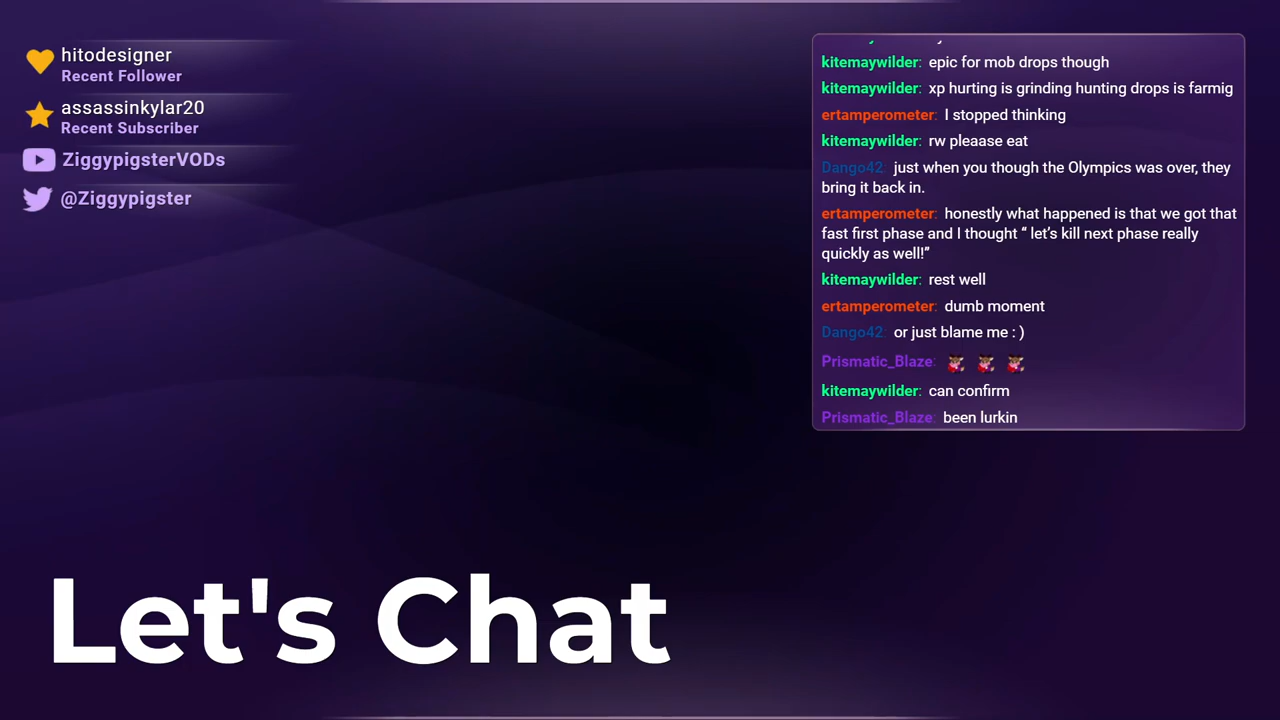 hitodesigner
Recent Follower
assassinkylar20
Recent Subscriber
ZiggypigsterVODs
@Ziggypigster
kitemaywilder: epic for mob drops though
kitemaywilder: xp hurting is grinding hunting drops is farmig
ertamperometer: I stopped thinking
kitemaywilder: rw pleaase eat
Dango42: just when you though the Olympics was over, they
bring it back in.
ertamperometer: honestly what happened is that we got that
fast first phase and I thought “ let’s kill next phase really
quickly as well!”
kitemaywilder: rest well
ertamperometer: dumb moment
Dango42: or just blame me : )
Prismatic_Blaze:
kitemaywilder: can confirm
Prismatic_Blaze: been lurkin
Let's Chat